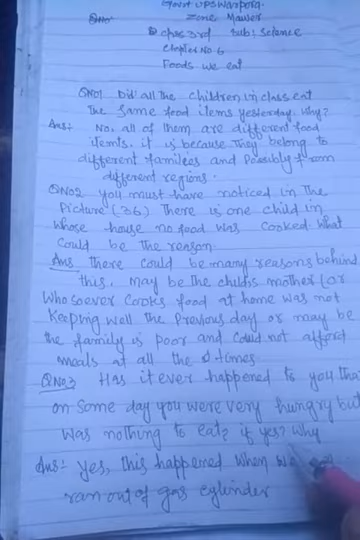 Govt UPS Warpora
Zone Mawer
Class 3rd Sub: Science
Chapter No 6
Foods we eat
QNo1 Did all the children in class eat
The same food items yesterday. Why?
Ans:- No, all of them are different food
items. it is because They belong to
different families and Possibly from
different regions.
QNo2 You must have noticed in The
Picture (36) There is one child in
whose house no food was cooked what
could be the reason
Ans There could be many reasons behind
this. may be the childs mother (or
Who soever cooks food at home was not
Keeping well the Previous day or may be
the family is poor and could not afford
meals at all the times
QNo3 Has it ever happened to you tha
on some day you were very hungry but
was nothing to eat? if yes? Why
Ans:- Yes, this happened when we
ran out of gas cylinder